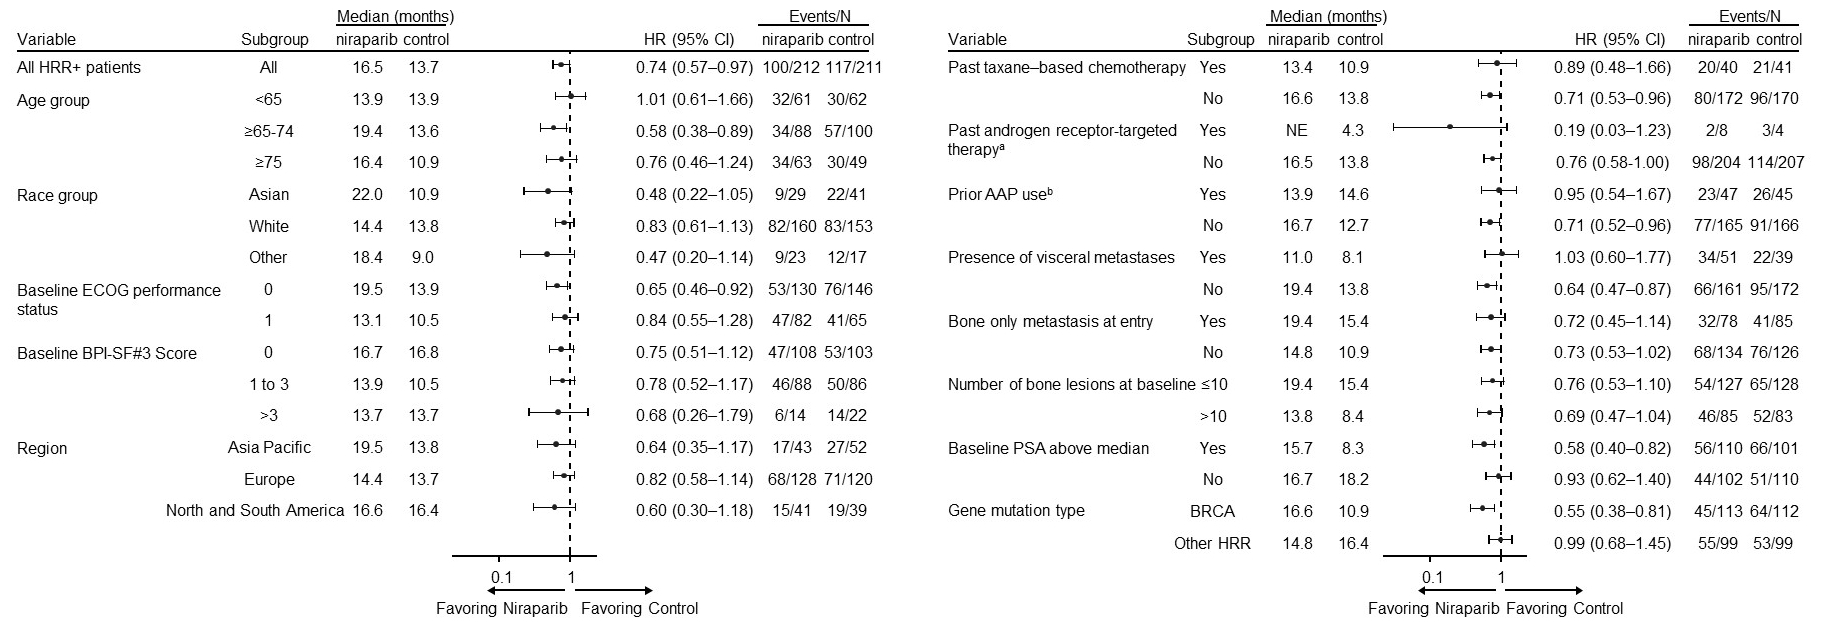 Median (months) Events/N
Variable Subgroup niraparib control HR (95% CI) niraparib control
All HRR+ patients All 16.5 13.7 0.74 (0.57–0.97) 100/212 117/211
Age group <65 13.9 13.9 1.01 (0.61–1.66) 32/61 30/62
≥65-74 19.4 13.6 0.58 (0.38–0.89) 34/88 57/100
≥75 16.4 10.9 0.76 (0.46–1.24) 34/63 30/49
Race group Asian 22.0 10.9 0.48 (0.22–1.05) 9/29 22/41
White 14.4 13.8 0.83 (0.61–1.13) 82/160 83/153
Other 18.4 9.0 0.47 (0.20–1.14) 9/23 12/17
Baseline ECOG performance 0 19.5 13.9 0.65 (0.46–0.92) 53/130 76/146
status
1 13.1 10.5 0.84 (0.55–1.28) 47/82 41/65
Baseline BPI-SF#3 Score 0 16.7 16.8 0.75 (0.51–1.12) 47/108 53/103
1 to 3 13.9 10.5 0.78 (0.52–1.17) 46/88 50/86
>3 13.7 13.7 0.68 (0.26–1.79) 6/14 14/22
Region Asia Pacific 19.5 13.8 0.64 (0.35–1.17) 17/43 27/52
Europe 14.4 13.7 0.82 (0.58–1.14) 68/128 71/120
North and South America 16.6 16.4 0.60 (0.30–1.18) 15/41 19/39
0.1 1
Favoring Niraparib Favoring Control
Median (months) Events/N
Variable Subgroup niraparib control HR (95% CI) niraparib control
Past taxane–based chemotherapy Yes 13.4 10.9 0.89 (0.48–1.66) 20/40 21/41
No 16.6 13.8 0.71 (0.53–0.96) 80/172 96/170
Past androgen receptor-targeted Yes NE 4.3 0.19 (0.03–1.23) 2/8 3/4
therapyᵃ
No 16.5 13.8 0.76 (0.58-1.00) 98/204 114/207
Prior AAP useᵇ Yes 13.9 14.6 0.95 (0.54–1.67) 23/47 26/45
No 16.7 12.7 0.71 (0.52–0.96) 77/165 91/166
Presence of visceral metastases Yes 11.0 8.1 1.03 (0.60–1.77) 34/51 22/39
No 19.4 13.8 0.64 (0.47–0.87) 66/161 95/172
Bone only metastasis at entry Yes 19.4 15.4 0.72 (0.45–1.14) 32/78 41/85
No 14.8 10.9 0.73 (0.53–1.02) 68/134 76/126
Number of bone lesions at baseline ≤10 19.4 15.4 0.76 (0.53–1.10) 54/127 65/128
>10 13.8 8.4 0.69 (0.47–1.04) 46/85 52/83
Baseline PSA above median Yes 15.7 8.3 0.58 (0.40–0.82) 56/110 66/101
No 16.7 18.2 0.93 (0.62–1.40) 44/102 51/110
Gene mutation type BRCA 16.6 10.9 0.55 (0.38–0.81) 45/113 64/112
Other HRR 14.8 16.4 0.99 (0.68–1.45) 55/99 53/99
0.1 1
Favoring Niraparib Favoring Control